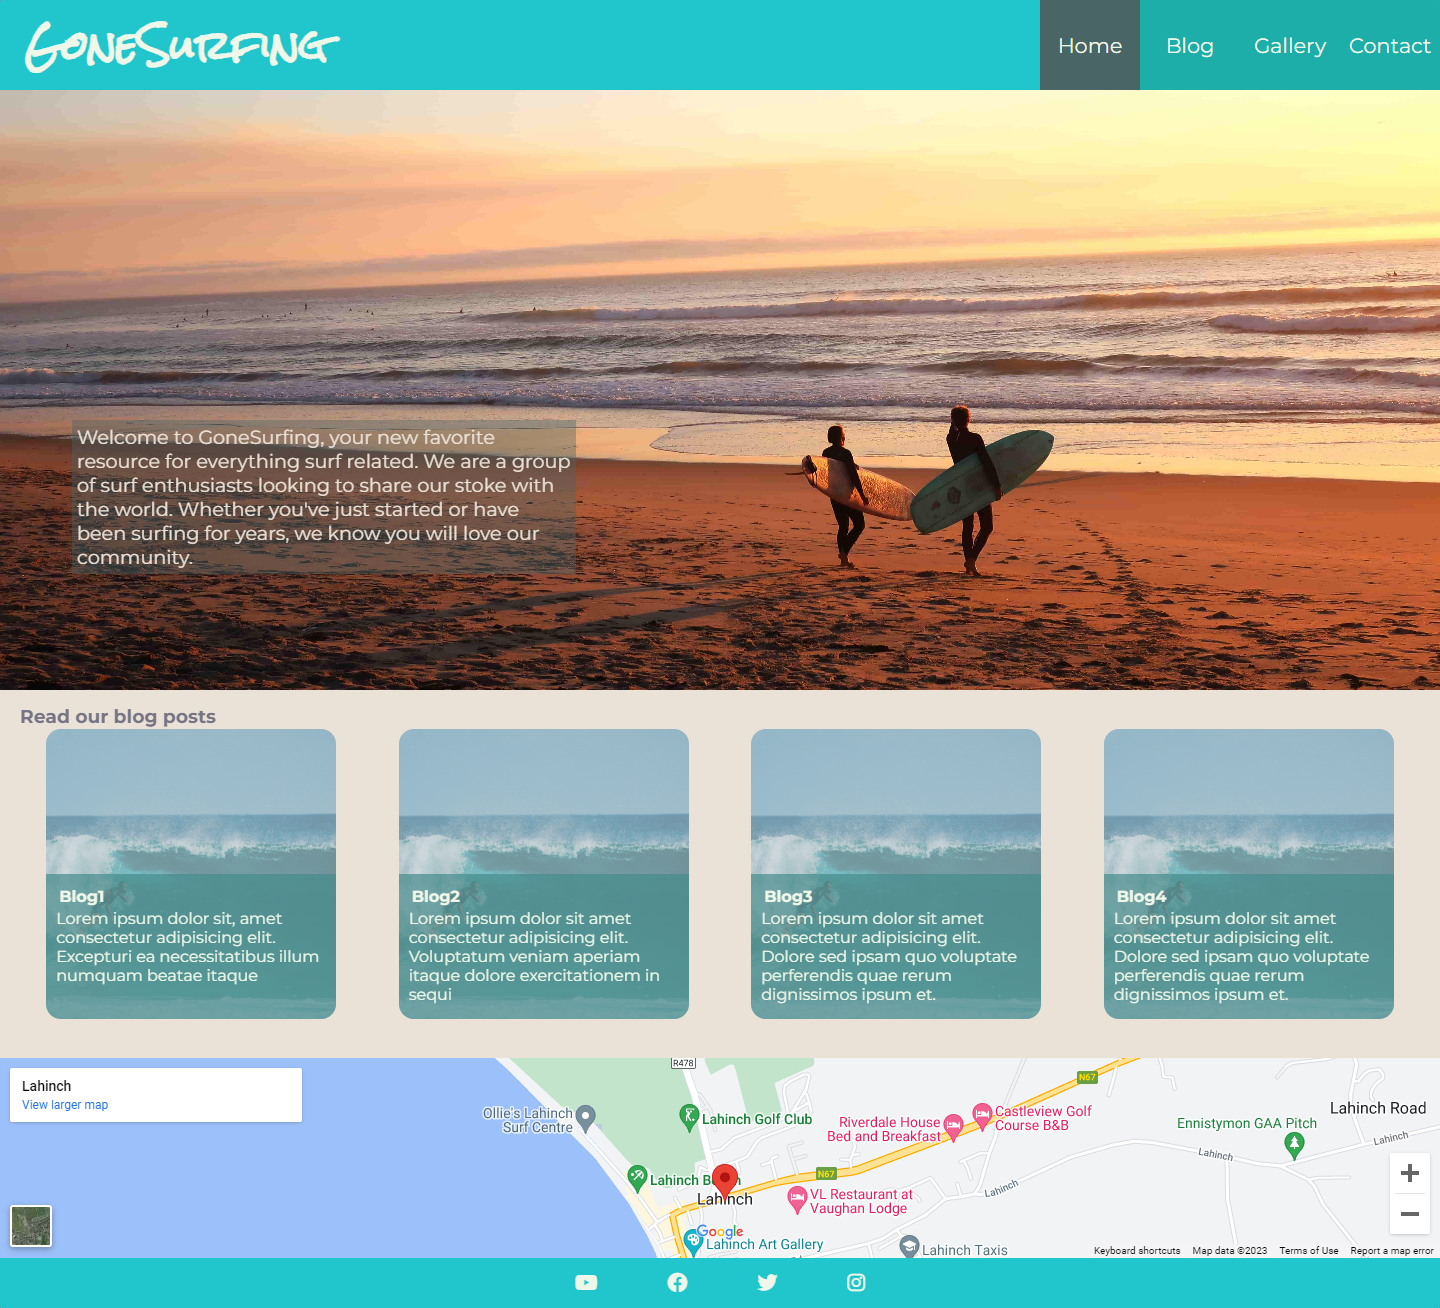 GoneSurfing
Home Blog Gallery Contact
Welcome to GoneSurfing, your new favorite
resource for everything surf related. We are a group
of surf enthusiasts looking to share our stoke with
the world. Whether you've just started or have
been surfing for years, we know you will love our
community.
Read our blog posts
Blog1
Lorem ipsum dolor sit, amet
consectetur adipisicing elit.
Excepturi ea necessitatibus illum
numquam beatae itaque
Blog2
Lorem ipsum dolor sit amet
consectetur adipisicing elit.
Voluptatum veniam aperiam
itaque dolore exercitationem in
sequi
Blog3
Lorem ipsum dolor sit amet
consectetur adipisicing elit.
Dolore sed ipsam quo voluptate
perferendis quae rerum
dignissimos ipsum et.
Blog4
Lorem ipsum dolor sit amet
consectetur adipisicing elit.
Dolore sed ipsam quo voluptate
perferendis quae rerum
dignissimos ipsum et.
Lahinch
View larger map
R478
N67
Ollie's Lahinch
Surf Centre
Lahinch Golf Club
Riverdale House
Bed and Breakfast
Castleview Golf
Course B&B
Ennistymon GAA Pitch
Lahinch Road
Lahinch
Lahinch
Lahinch
N67
Lahinch
Lahinch
VL Restaurant at
Vaughan Lodge
Google
Lahinch Art Gallery
Lahinch Taxis
Keyboard shortcuts Map data ©2023 Terms of Use Report a map error